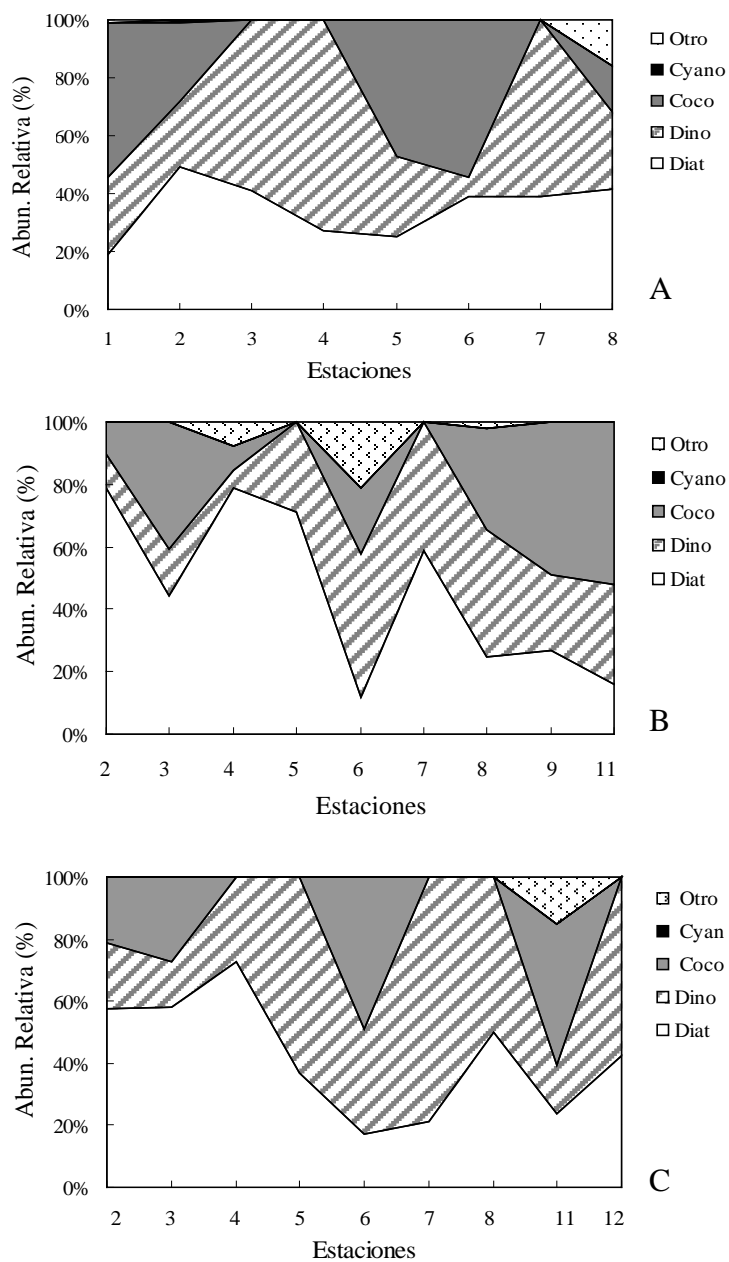 100%
80%
60%
40%
20%
0%
Abun. Relativa (%)
1 2 3 4 5 6 7 8
Estaciones
Otro
Cyano
Coco
Dino
Diat
A
100%
80%
60%
40%
20%
0%
Abun. Relativa (%)
2 3 4 5 6 7 8 9 11
Estaciones
Otro
Cyano
Coco
Dino
Diat
B
100%
80%
60%
40%
20%
0%
Abun. Relativa (%)
2 3 4 5 6 7 8 11 12
Estaciones
Otro
Cyan
Coco
Dino
Diat
C